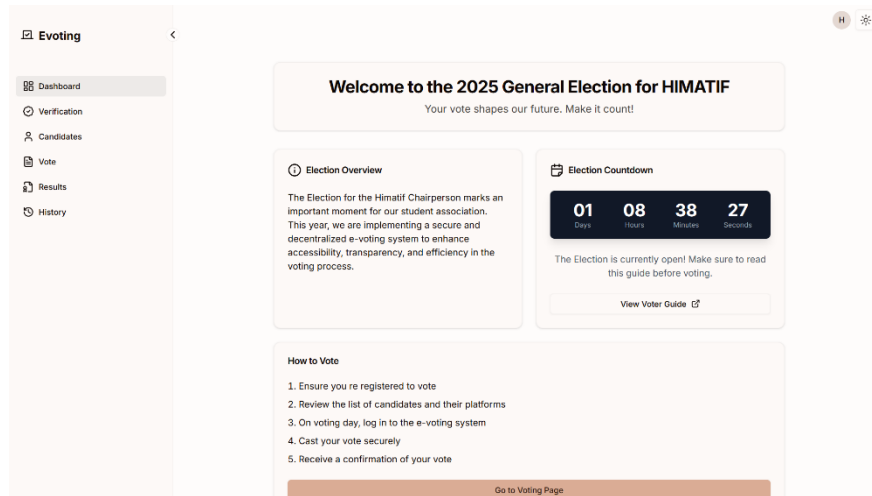 Evoting
H
Dashboard
Verification
Candidates
Vote
Results
History
Welcome to the 2025 General Election for HIMATIF
Your vote shapes our future. Make it count!
Election Overview
The Election for the Himatif Chairperson marks an
important moment for our student association.
This year, we are implementing a secure and
decentralized e-voting system to enhance
accessibility, transparency, and efficiency in the
voting process.
Election Countdown
01 08 38 27
Days Hours Minutes Seconds
The Election is currently open! Make sure to read
this guide before voting.
View Voter Guide
How to Vote
1. Ensure you re registered to vote
2. Review the list of candidates and their platforms
3. On voting day, log in to the e-voting system
4. Cast your vote securely
5. Receive a confirmation of your vote
Go to Voting Page